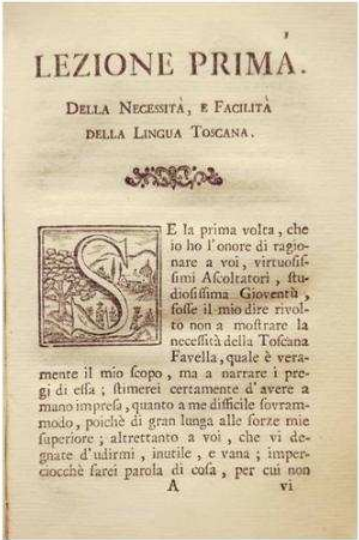 LEZIONE PRIMA.
DELLA NECESSITÀ, E FACILITÀ
DELLA LINGUA TOSCANA.
SE la prima volta, che
io ho l'onore di ragio-
nare a voi, virtuosis-
simi Ascoltatori, stu-
diosissima Gioventù,
fosse il mio dire rivol-
to non a mostrare la
necessità della Toscana
Favella, quale è vera-
mente il mio scopo, ma a narrare i pre-
gi di essa; stimerei certamente d'avere a
mano impresa, quanto a me difficile sovram-
modo, poichè di gran lunga alle forze mie
superiore; altrettanto a voi, che vi de-
gnate d'udirmi, inutile, e vana; imper-
ciocchè farei parola di cosa, per cui non
A vi